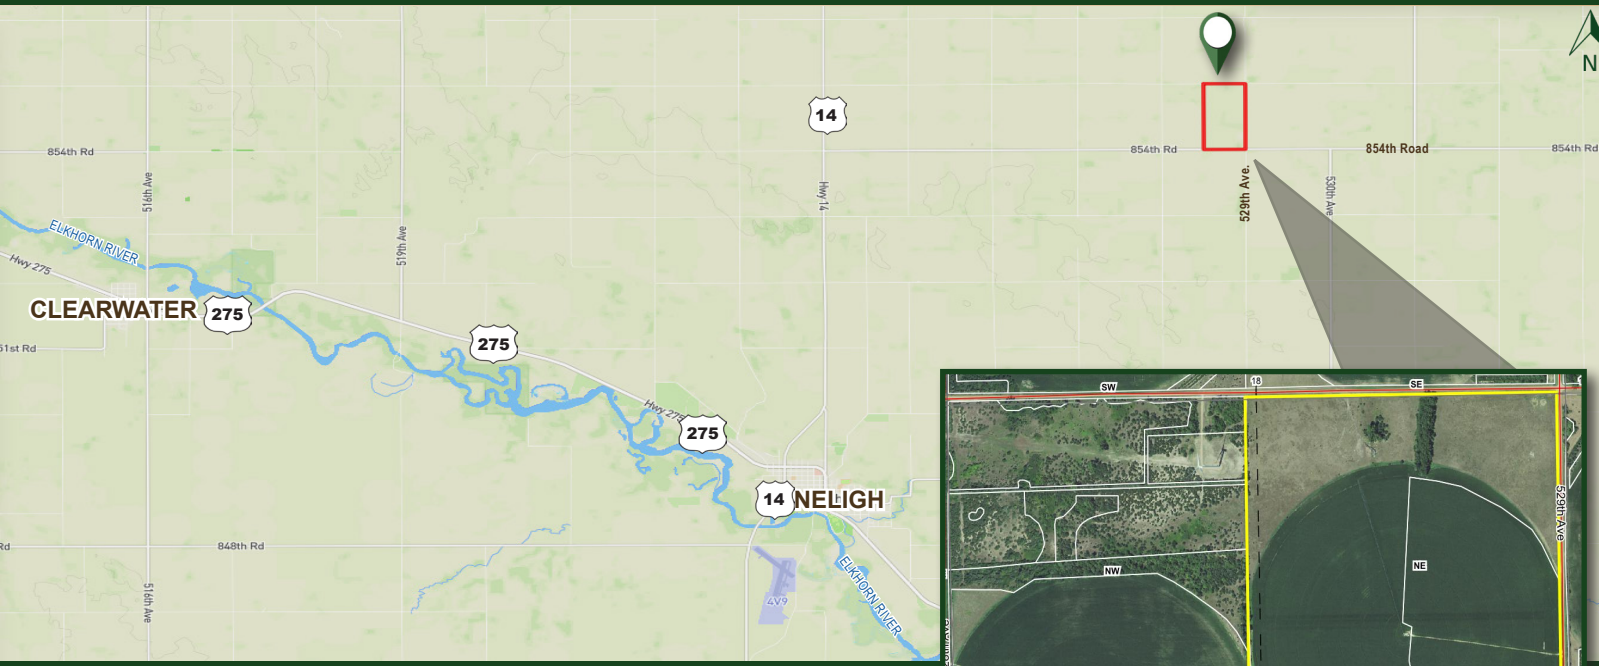 N
14
854th Rd
854th Rd
854th Road
854th Rd
516th Ave
Hwy 14
529th Ave.
530th Ave
519th Ave
ELKHORN RIVER
Hwy 275
CLEARWATER
275
275
51st Rd
Hwy 275
275
14
NELIGH
848th Rd
516th Ave
4V9
ELKHORN RIVER
SW
18
SE
529th Ave
NW
NE